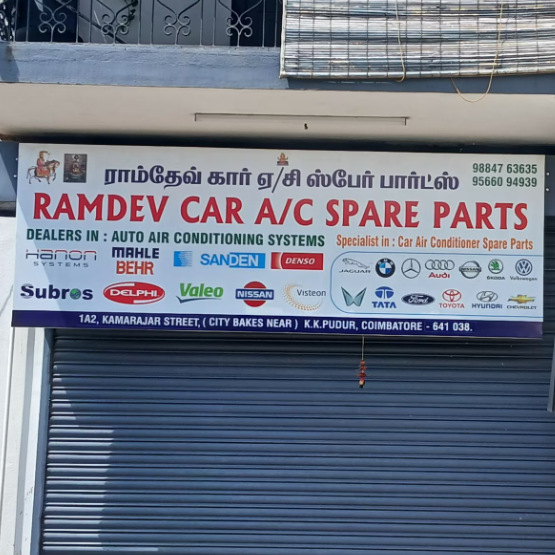 ராம்தேவ் கார் ஏ/சி ஸ்பேர் பார்ட்ஸ்
98847 63635
95660 94939
RAMDEV CAR A/C SPARE PARTS
DEALERS IN : AUTO AIR CONDITIONING SYSTEMS
Specialist in : Car Air Conditioner Spare Parts
Hanon SYSTEMS
MAHLE BEHR
SANDEN
DENSO
JAGUAR
BMW
Audi
NISSAN
SKODA
Volkswagen
Subros
DELPHI
Valeo
NISSAN
Visteon
TATA
Ford
TOYOTA
HYUNDAI
CHEVROLET
1A2, KAMARAJAR STREET, ( CITY BAKES NEAR ) K.K.PUDUR, COIMBATORE - 641 038.